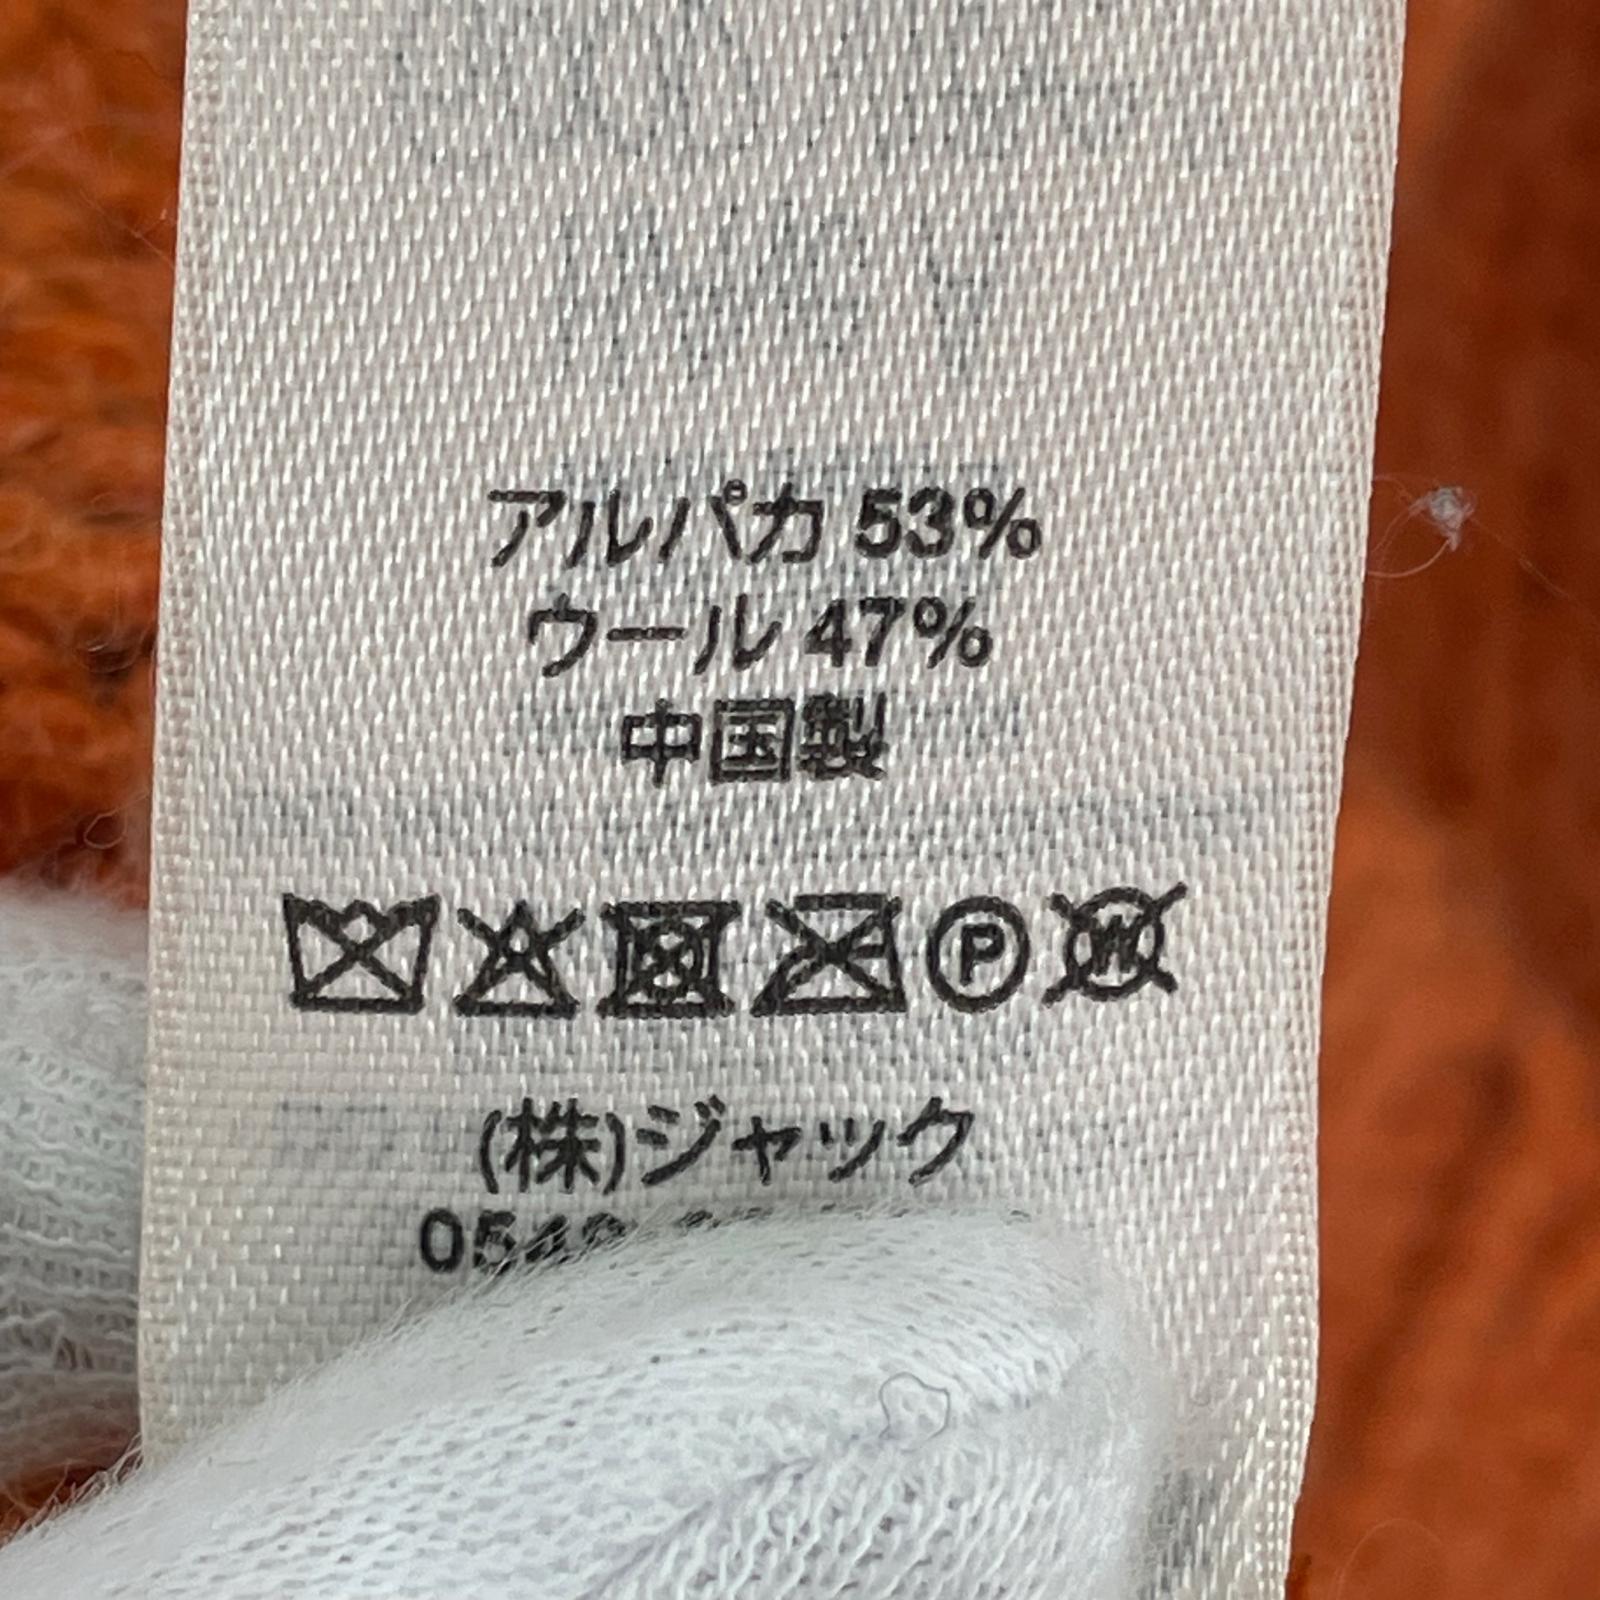 アルパカ 53%
ウール 47%
中国製
P W
(株)ジャック